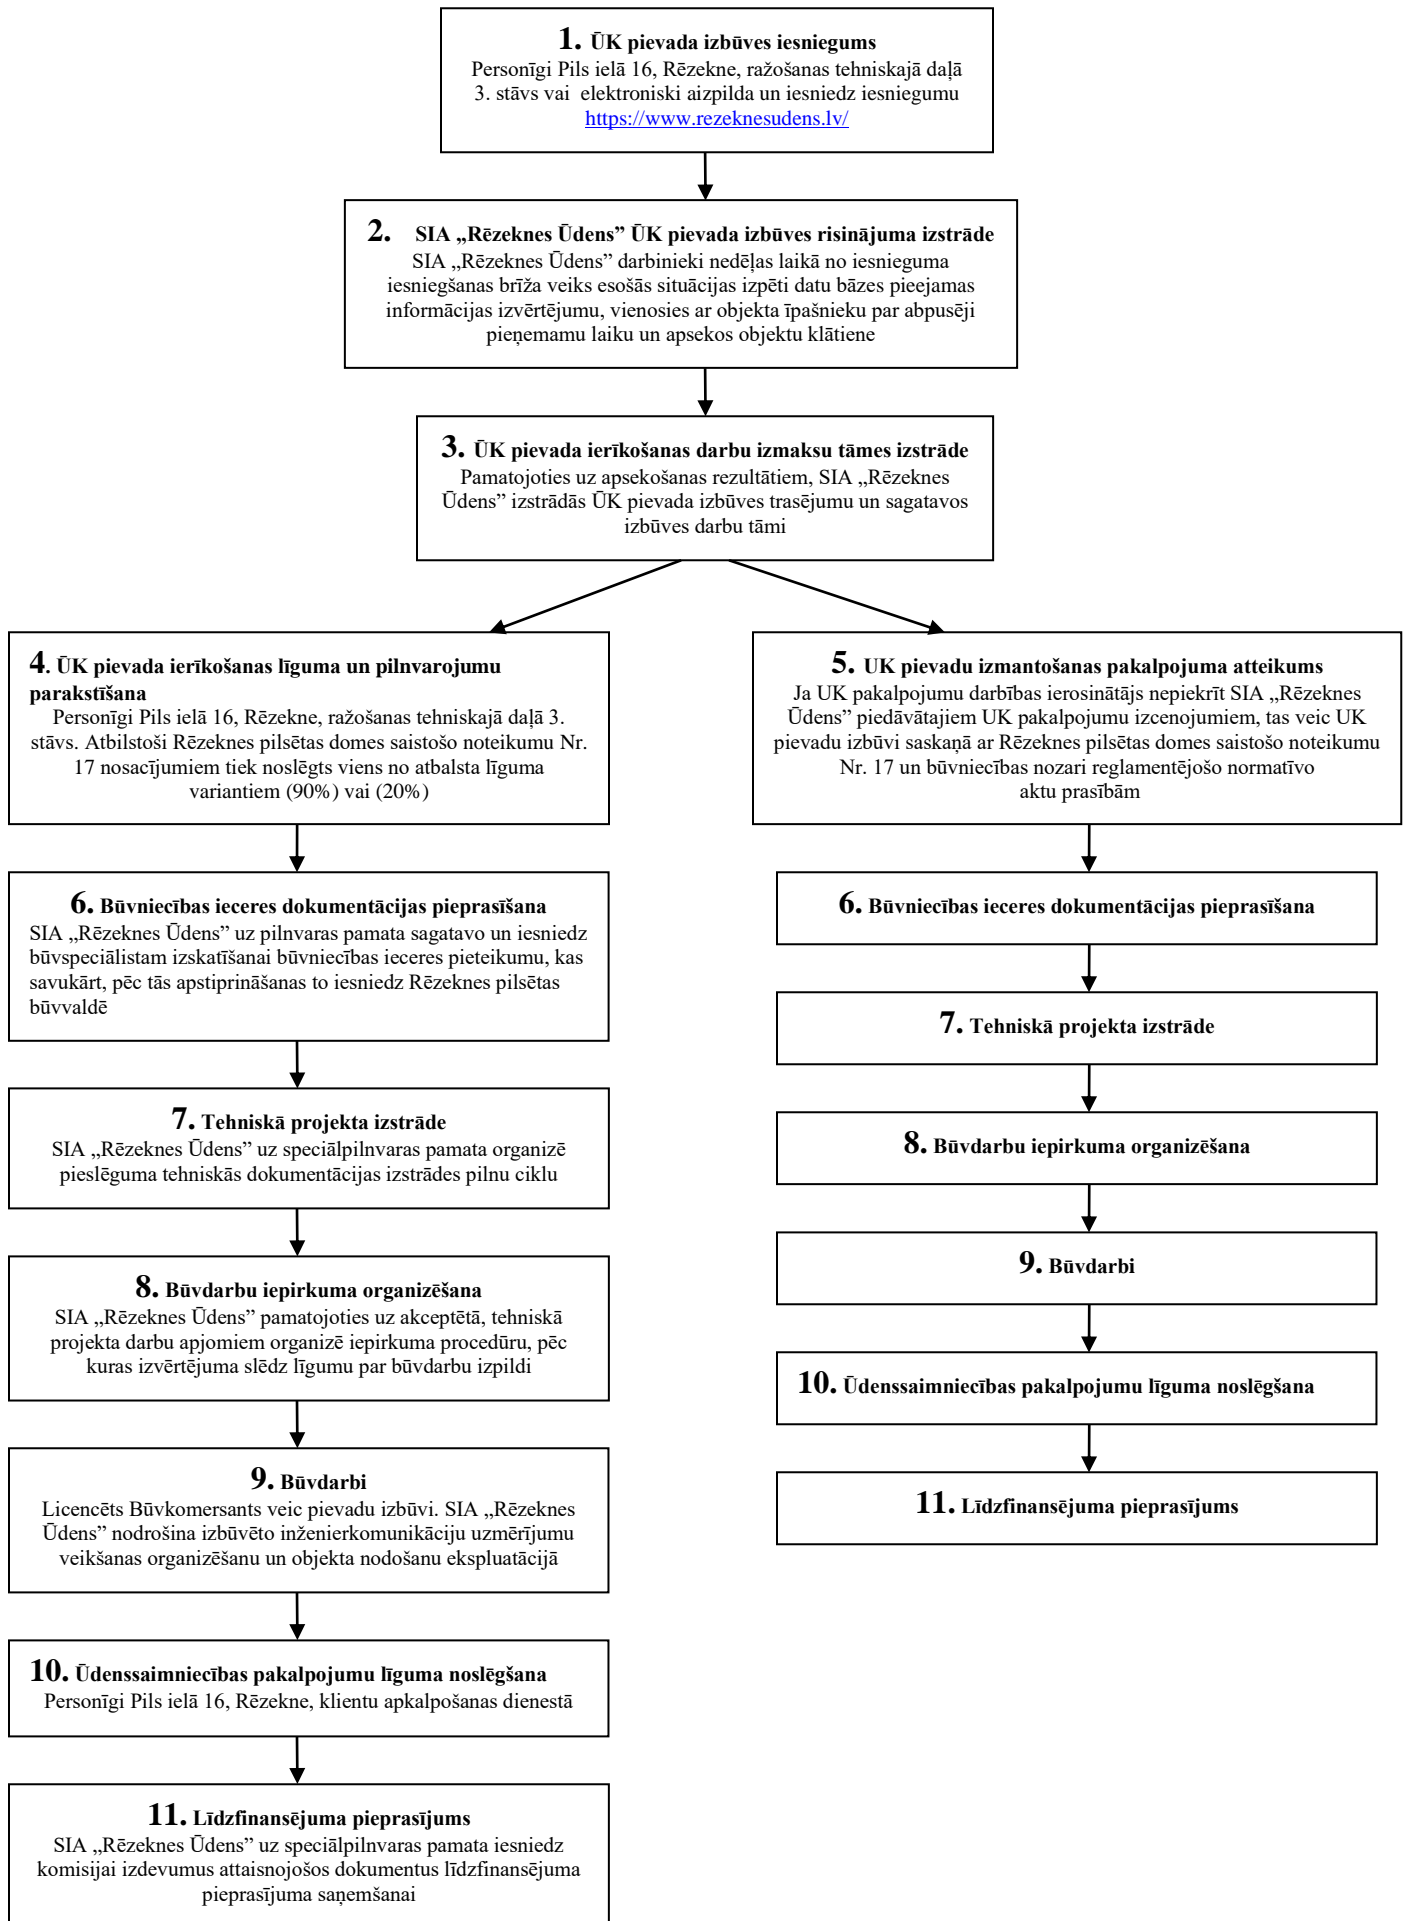 1. ŪK pievada izbūves iesniegums
Personīgi Pils ielā 16, Rēzekne, ražošanas tehniskajā daļā
3. stāvs vai elektroniski aizpilda un iesniedz iesniegumu
https://www.rezeknesudens.lv/
2. SIA „Rēzeknes Ūdens” ŪK pievada izbūves risinājuma izstrāde
SIA „Rēzeknes Ūdens” darbinieki nedēļas laikā no iesnieguma
iesniegšanas brīža veiks esošās situācijas izpēti datu bāzes pieejamas
informācijas izvērtējumu, vienosies ar objekta īpašnieku par abpusēji
pieņemamu laiku un apsekos objektu klātiene
3. ŪK pievada ierīkošanas darbu izmaksu tāmes izstrāde
Pamatojoties uz apsekošanas rezultātiem, SIA „Rēzeknes
Ūdens” izstrādās ŪK pievada izbūves trasējumu un sagatavos
izbūves darbu tāmi
4. ŪK pievada ierīkošanas līguma un pilnvarojumu
parakstīšana
Personīgi Pils ielā 16, Rēzekne, ražošanas tehniskajā daļā 3.
stāvs. Atbilstoši Rēzeknes pilsētas domes saistošo noteikumu Nr.
17 nosacījumiem tiek noslēgts viens no atbalsta līguma
variantiem (90%) vai (20%)
5. UK pievadu izmantošanas pakalpojuma atteikums
Ja UK pakalpojumu darbības ierosinātājs nepiekrīt SIA „Rēzeknes
Ūdens” piedāvātajiem UK pakalpojumu izcenojumiem, tas veic UK
pievadu izbūvi saskaņā ar Rēzeknes pilsētas domes saistošo noteikumu
Nr. 17 un būvniecības nozari reglamentējošo normatīvo
aktu prasībām
6. Būvniecības ieceres dokumentācijas pieprasīšana
SIA „Rēzeknes Ūdens” uz pilnvaras pamata sagatavo un iesniedz
būvspeciālistam izskatīšanai būvniecības ieceres pieteikumu, kas
savukārt, pēc tās apstiprināšanas to iesniedz Rēzeknes pilsētas
būvvaldē
7. Tehniskā projekta izstrāde
SIA „Rēzeknes Ūdens” uz speciālpilnvaras pamata organizē
pieslēguma tehniskās dokumentācijas izstrādes pilnu ciklu
8. Būvdarbu iepirkuma organizēšana
SIA „Rēzeknes Ūdens” pamatojoties uz akceptētā, tehniskā
projekta darbu apjomiem organizē iepirkuma procedūru, pēc
kuras izvērtējuma slēdz līgumu par būvdarbu izpildi
9. Būvdarbi
Licencēts Būvkomersants veic pievadu izbūvi. SIA „Rēzeknes
Ūdens” nodrošina izbūvēto inženierkomunikāciju uzmērījumu
veikšanas organizēšanu un objekta nodošanu ekspluatācijā
10. Ūdenssaimniecības pakalpojumu līguma noslēgšana
Personīgi Pils ielā 16, Rēzekne, klientu apkalpošanas dienestā
11. Līdzfinansējuma pieprasījums
SIA „Rēzeknes Ūdens” uz speciālpilnvaras pamata iesniedz
komisijai izdevumus attaisnojošos dokumentus līdzfinansējuma
pieprasījuma saņemšanai
6. Būvniecības ieceres dokumentācijas pieprasīšana
7. Tehniskā projekta izstrāde
8. Būvdarbu iepirkuma organizēšana
9. Būvdarbi
10. Ūdenssaimniecības pakalpojumu līguma noslēgšana
11. Līdzfinansējuma pieprasījums